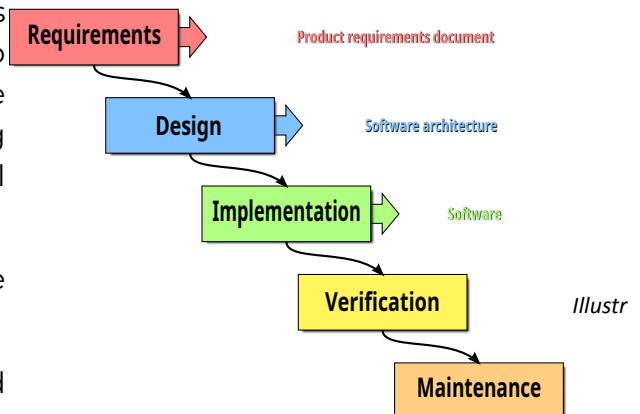 Requirements
Product requirements document
Design
Software architecture
Implementation
Software
Verification
Illustr
Maintenance